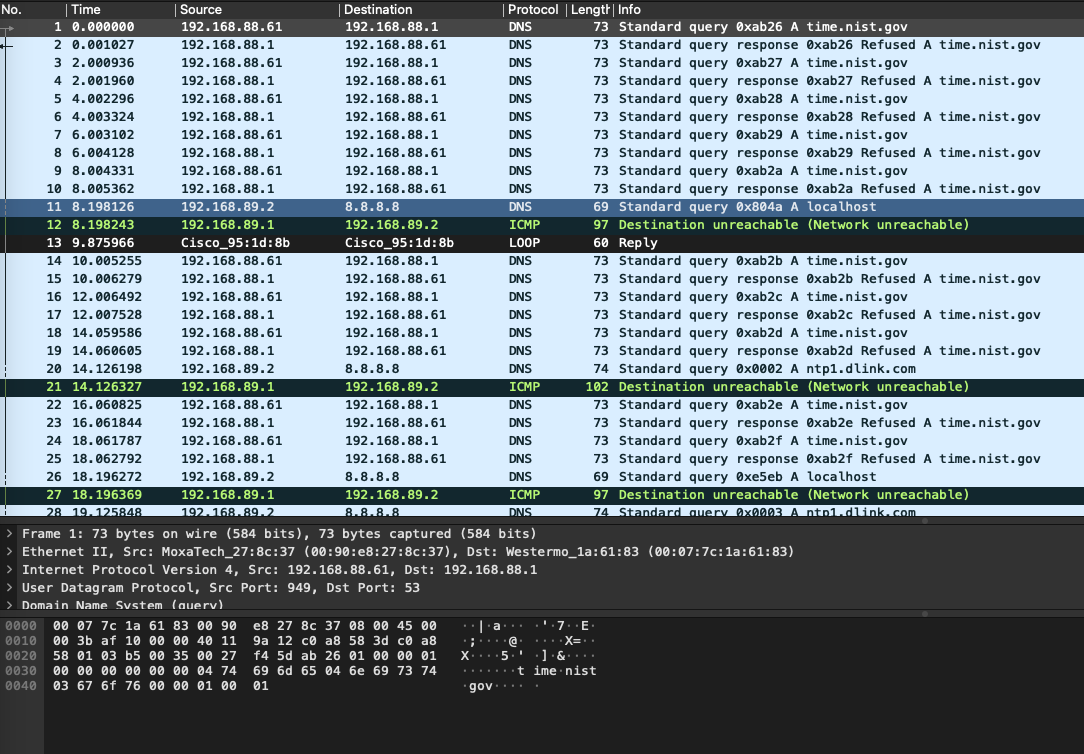 No. Time Source Destination Protocol Length Info
1 0.000000 192.168.88.61 192.168.88.1 DNS 73 Standard query 0xab26 A time.nist.gov
2 0.001027 192.168.88.1 192.168.88.61 DNS 73 Standard query response 0xab26 Refused A time.nist.gov
3 2.000936 192.168.88.61 192.168.88.1 DNS 73 Standard query 0xab27 A time.nist.gov
4 2.001960 192.168.88.1 192.168.88.61 DNS 73 Standard query response 0xab27 Refused A time.nist.gov
5 4.002296 192.168.88.61 192.168.88.1 DNS 73 Standard query 0xab28 A time.nist.gov
6 4.003324 192.168.88.1 192.168.88.61 DNS 73 Standard query response 0xab28 Refused A time.nist.gov
7 6.003102 192.168.88.61 192.168.88.1 DNS 73 Standard query 0xab29 A time.nist.gov
8 6.004128 192.168.88.1 192.168.88.61 DNS 73 Standard query response 0xab29 Refused A time.nist.gov
9 8.004331 192.168.88.61 192.168.88.1 DNS 73 Standard query 0xab2a A time.nist.gov
10 8.005362 192.168.88.1 192.168.88.61 DNS 73 Standard query response 0xab2a Refused A time.nist.gov
11 8.198126 192.168.89.2 8.8.8.8 DNS 69 Standard query 0x804a A localhost
12 8.198243 192.168.89.1 192.168.89.2 ICMP 97 Destination unreachable (Network unreachable)
13 9.875966 Cisco_95:1d:8b Cisco_95:1d:8b LOOP 60 Reply
14 10.005255 192.168.88.61 192.168.88.1 DNS 73 Standard query 0xab2b A time.nist.gov
15 10.006279 192.168.88.1 192.168.88.61 DNS 73 Standard query response 0xab2b Refused A time.nist.gov
16 12.006492 192.168.88.61 192.168.88.1 DNS 73 Standard query 0xab2c A time.nist.gov
17 12.007528 192.168.88.1 192.168.88.61 DNS 73 Standard query response 0xab2c Refused A time.nist.gov
18 14.059586 192.168.88.61 192.168.88.1 DNS 73 Standard query 0xab2d A time.nist.gov
19 14.060605 192.168.88.1 192.168.88.61 DNS 73 Standard query response 0xab2d Refused A time.nist.gov
20 14.126198 192.168.89.2 8.8.8.8 DNS 74 Standard query 0x0002 A ntp1.dlink.com
21 14.126327 192.168.89.1 192.168.89.2 ICMP 102 Destination unreachable (Network unreachable)
22 16.060825 192.168.88.61 192.168.88.1 DNS 73 Standard query 0xab2e A time.nist.gov
23 16.061844 192.168.88.1 192.168.88.61 DNS 73 Standard query response 0xab2e Refused A time.nist.gov
24 18.061787 192.168.88.61 192.168.88.1 DNS 73 Standard query 0xab2f A time.nist.gov
25 18.062792 192.168.88.1 192.168.88.61 DNS 73 Standard query response 0xab2f Refused A time.nist.gov
26 18.196272 192.168.89.2 8.8.8.8 DNS 69 Standard query 0xe5eb A localhost
27 18.196369 192.168.89.1 192.168.89.2 ICMP 97 Destination unreachable (Network unreachable)
28 19.125848 192.168.89.2 8.8.8.8 DNS 74 Standard query 0x0003 A ntp1.dlink.com
> Frame 1: 73 bytes on wire (584 bits), 73 bytes captured (584 bits)
> Ethernet II, Src: MoxaTech_27:8c:37 (00:90:e8:27:8c:37), Dst: Westermo_1a:61:83 (00:07:7c:1a:61:83)
> Internet Protocol Version 4, Src: 192.168.88.61, Dst: 192.168.88.1
> User Datagram Protocol, Src Port: 949, Dst Port: 53
> Domain Name System (query)
0000 00 07 7c 1a 61 83 00 90 e8 27 8c 37 08 00 45 00 ··|·a··· ·'·7··E·
0010 00 3b af 10 00 00 40 11 9a 12 c0 a8 58 3d c0 a8 ·;····@· ····X=··
0020 58 01 03 b5 00 35 00 27 f4 5d ab 26 01 00 00 01 X····5·' ·]·&····
0030 00 00 00 00 00 00 04 74 69 6d 65 04 6e 69 73 74 ·······t ime·nist
0040 03 67 6f 76 00 00 01 00 01 ·gov···· ·